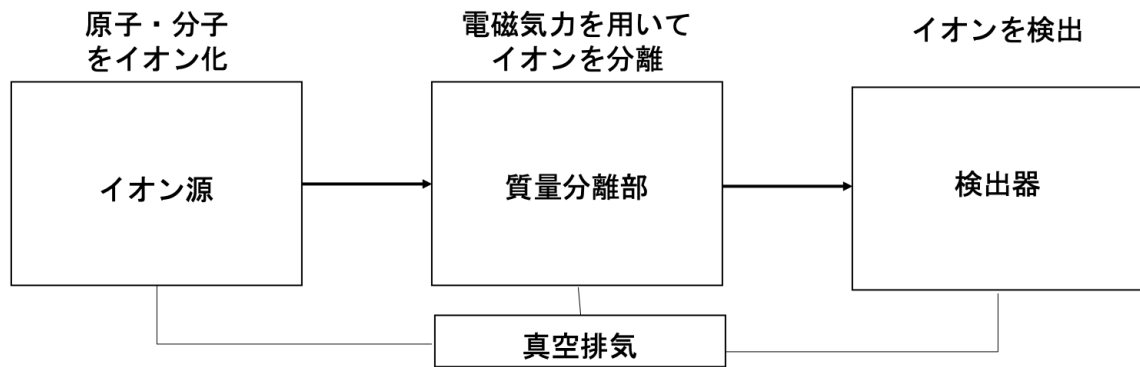 原子・分子
をイオン化
電磁気力を用いて
イオンを分離
イオンを検出
イオン源
質量分離部
検出器
真空排気